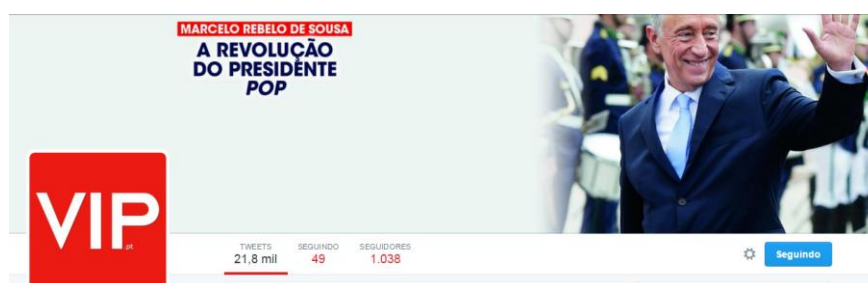 MARCELO REBELO DE SOUSA
A REVOLUÇÃO
DO PRESIDENTE
POP
VIP
pt
TWEETS SEGUINDO SEGUIDORES
21,8 mil 49 1.038
Seguindo